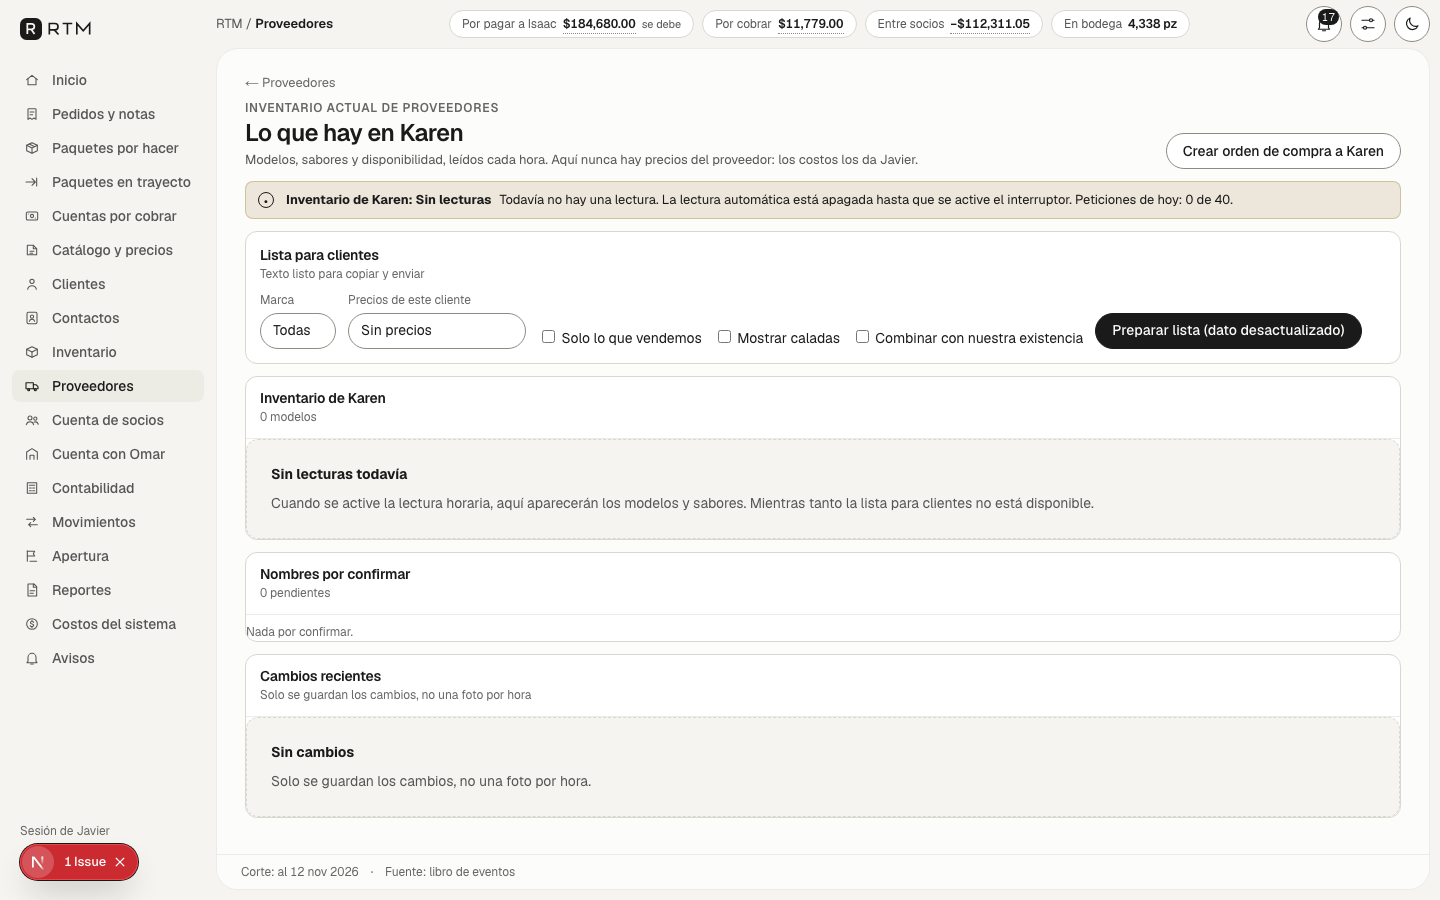 R RTM
RTM / Proveedores
Por pagar a Isaac $184,680.00 se debe
Por cobrar $11,779.00
Entre socios −$112,311.05
En bodega 4,338 pz
17
Inicio
Pedidos y notas
Paquetes por hacer
Paquetes en trayecto
Cuentas por cobrar
Catálogo y precios
Clientes
Contactos
Inventario
Proveedores
Cuenta de socios
Cuenta con Omar
Contabilidad
Movimientos
Apertura
Reportes
Costos del sistema
Avisos
Sesión de Javier
N 1 Issue ×
← Proveedores
INVENTARIO ACTUAL DE PROVEEDORES
Lo que hay en Karen
Modelos, sabores y disponibilidad, leídos cada hora. Aquí nunca hay precios del proveedor: los costos los da Javier.
Crear orden de compra a Karen
Inventario de Karen: Sin lecturas Todavía no hay una lectura. La lectura automática está apagada hasta que se active el interruptor. Peticiones de hoy: 0 de 40.
Lista para clientes
Texto listo para copiar y enviar
Marca Precios de este cliente
Todas Sin precios Solo lo que vendemos Mostrar caladas Combinar con nuestra existencia Preparar lista (dato desactualizado)
Inventario de Karen
0 modelos
Sin lecturas todavía
Cuando se active la lectura horaria, aquí aparecerán los modelos y sabores. Mientras tanto la lista para clientes no está disponible.
Nombres por confirmar
0 pendientes
Nada por confirmar.
Cambios recientes
Solo se guardan los cambios, no una foto por hora
Sin cambios
Solo se guardan los cambios, no una foto por hora.
Corte: al 12 nov 2026 · Fuente: libro de eventos